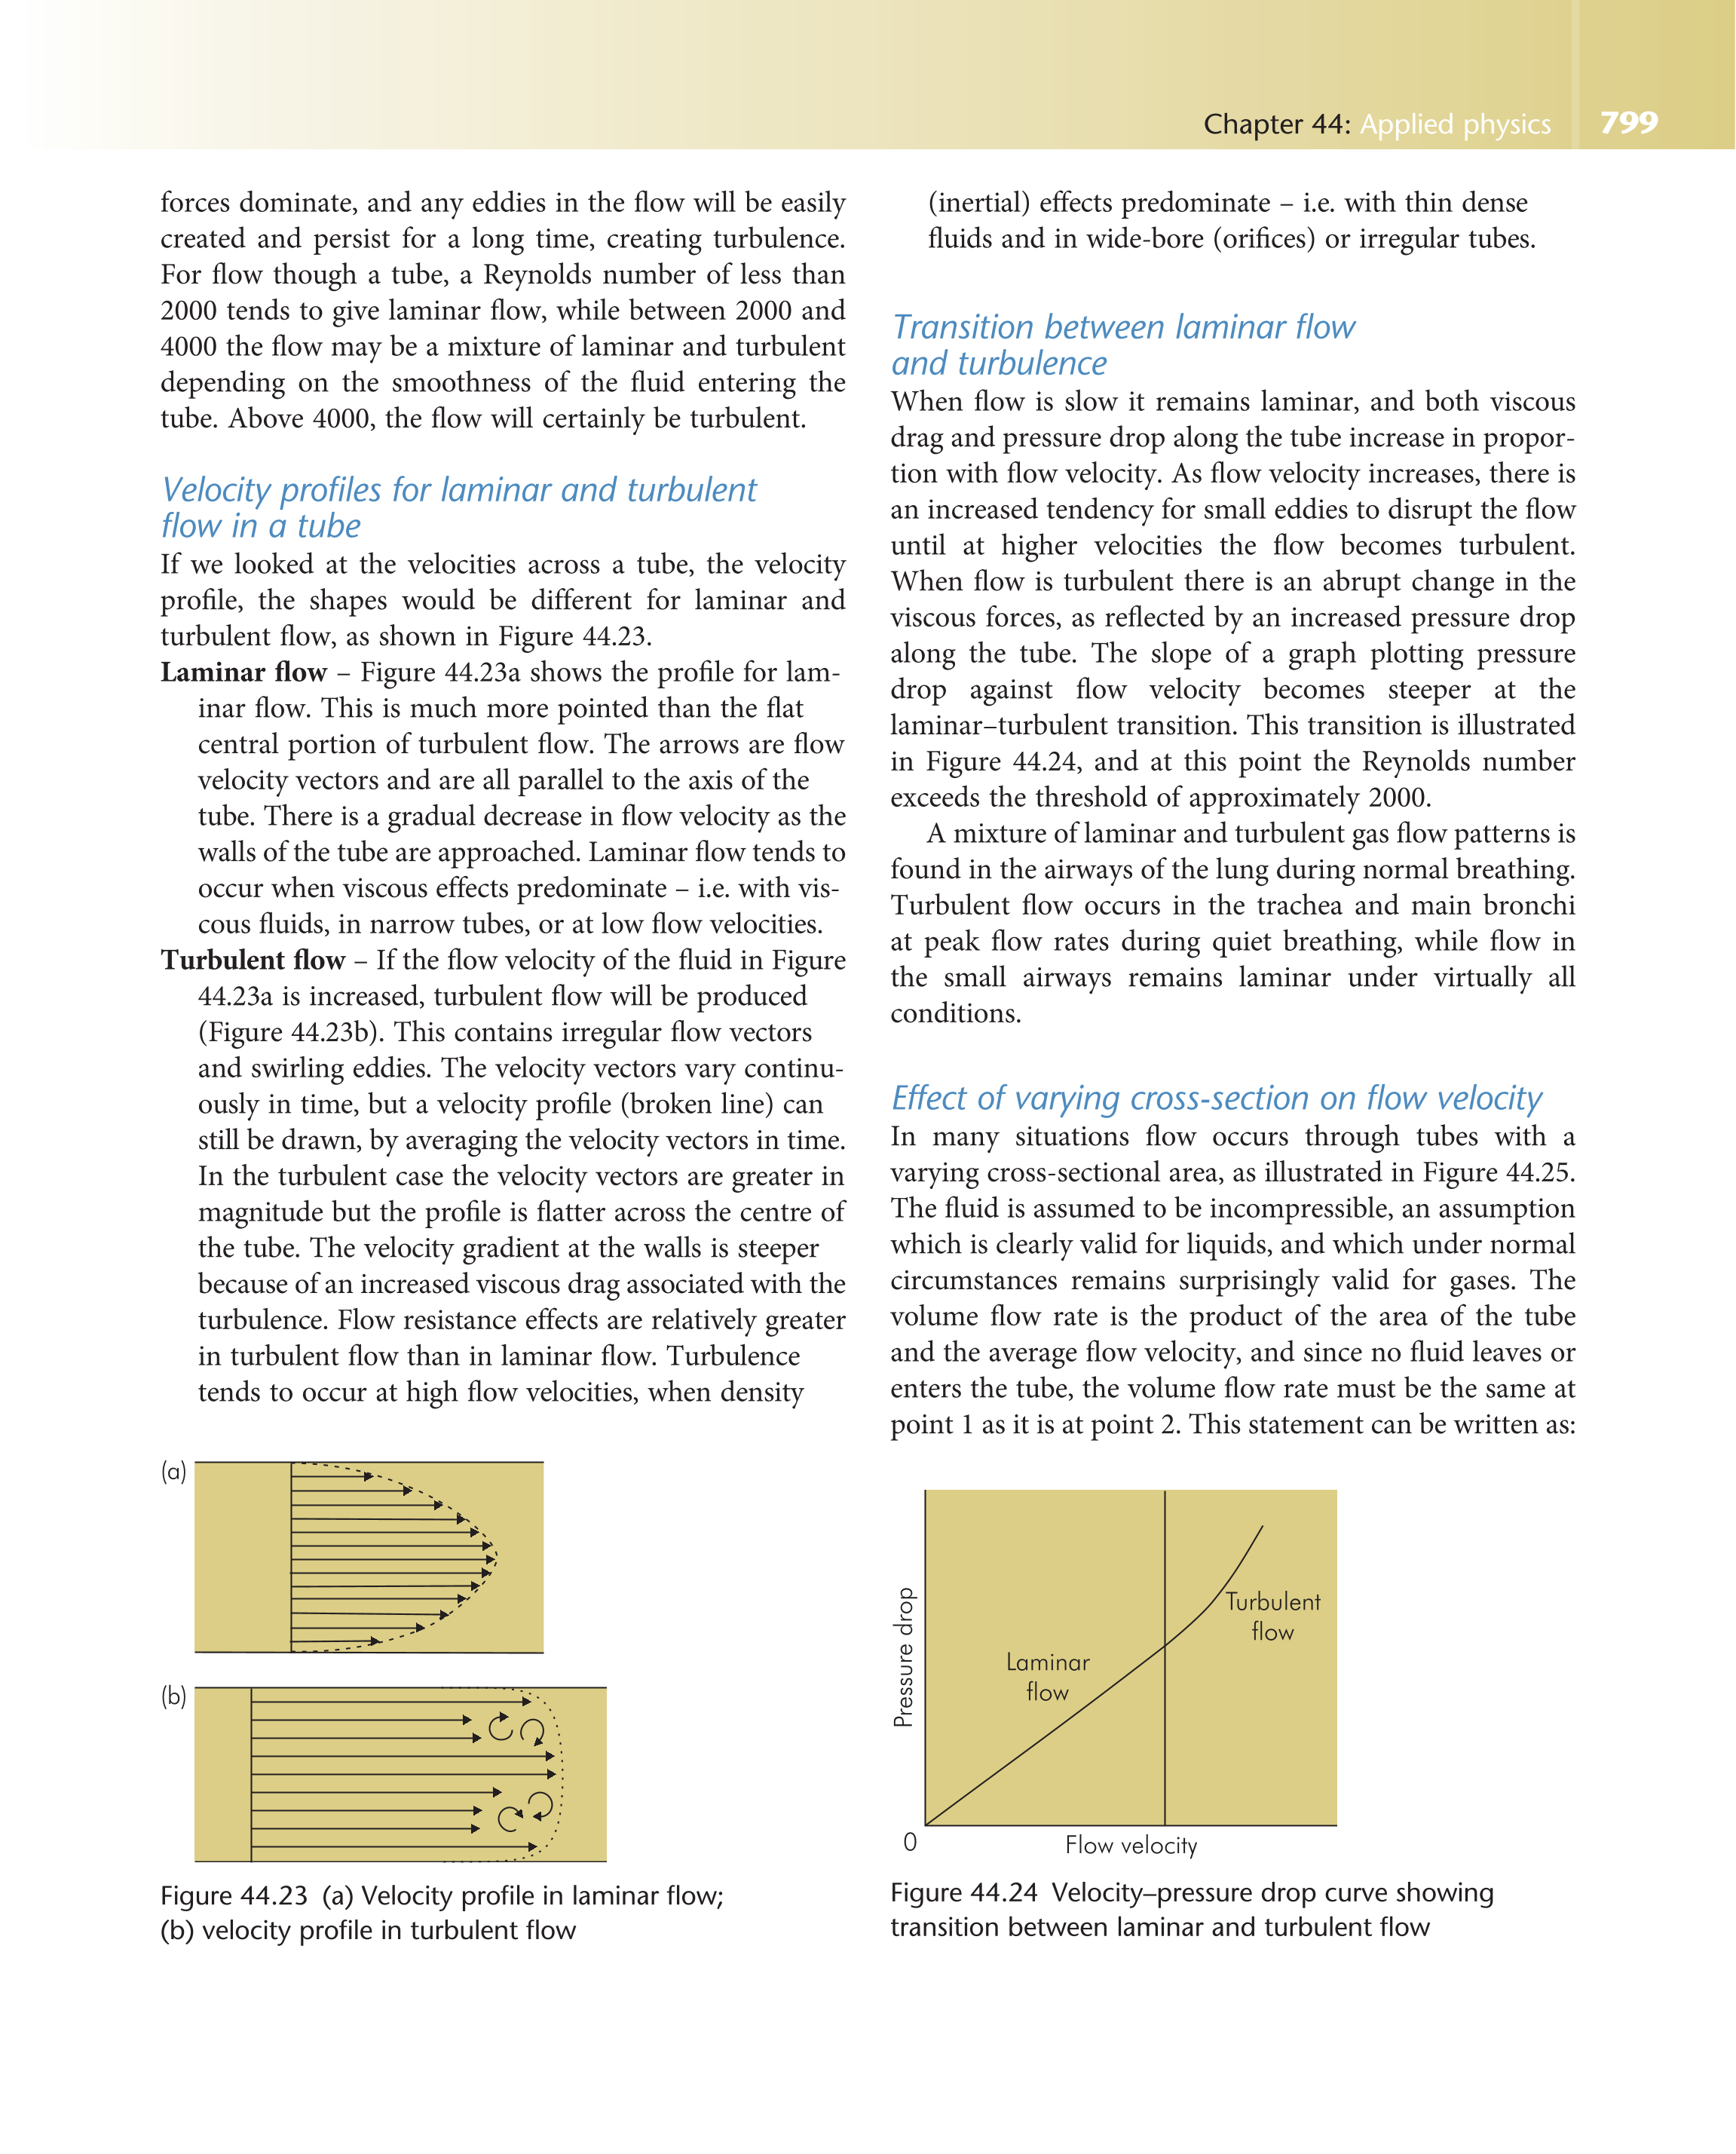 Chapter 44: Applied physics 799
forces dominate, and any eddies in the flow will be easily
created and persist for a long time, creating turbulence.
For flow though a tube, a Reynolds number of less than
2000 tends to give laminar flow, while between 2000 and
4000 the flow may be a mixture of laminar and turbulent
depending on the smoothness of the fluid entering the
tube. Above 4000, the flow will certainly be turbulent.
Velocity profiles for laminar and turbulent
flow in a tube
If we looked at the velocities across a tube, the velocity
profile, the shapes would be different for laminar and
turbulent flow, as shown in Figure 44.23.
Laminar flow – Figure 44.23a shows the profile for lam-
inar flow. This is much more pointed than the flat
central portion of turbulent flow. The arrows are flow
velocity vectors and are all parallel to the axis of the
tube. There is a gradual decrease in flow velocity as the
walls of the tube are approached. Laminar flow tends to
occur when viscous effects predominate – i.e. with vis-
cous fluids, in narrow tubes, or at low flow velocities.
Turbulent flow – If the flow velocity of the fluid in Figure
44.23a is increased, turbulent flow will be produced
(Figure 44.23b). This contains irregular flow vectors
and swirling eddies. The velocity vectors vary continu-
ously in time, but a velocity profile (broken line) can
still be drawn, by averaging the velocity vectors in time.
In the turbulent case the velocity vectors are greater in
magnitude but the profile is flatter across the centre of
the tube. The velocity gradient at the walls is steeper
because of an increased viscous drag associated with the
turbulence. Flow resistance effects are relatively greater
in turbulent flow than in laminar flow. Turbulence
tends to occur at high flow velocities, when density
(a)
(b)
Figure 44.23 (a) Velocity profile in laminar flow;
(b) velocity profile in turbulent flow
(inertial) effects predominate – i.e. with thin dense
fluids and in wide-bore (orifices) or irregular tubes.
Transition between laminar flow
and turbulence
When flow is slow it remains laminar, and both viscous
drag and pressure drop along the tube increase in propor-
tion with flow velocity. As flow velocity increases, there is
an increased tendency for small eddies to disrupt the flow
until at higher velocities the flow becomes turbulent.
When flow is turbulent there is an abrupt change in the
viscous forces, as reflected by an increased pressure drop
along the tube. The slope of a graph plotting pressure
drop against flow velocity becomes steeper at the
laminar–turbulent transition. This transition is illustrated
in Figure 44.24, and at this point the Reynolds number
exceeds the threshold of approximately 2000.
A mixture of laminar and turbulent gas flow patterns is
found in the airways of the lung during normal breathing.
Turbulent flow occurs in the trachea and main bronchi
at peak flow rates during quiet breathing, while flow in
the small airways remains laminar under virtually all
conditions.
Effect of varying cross-section on flow velocity
In many situations flow occurs through tubes with a
varying cross-sectional area, as illustrated in Figure 44.25.
The fluid is assumed to be incompressible, an assumption
which is clearly valid for liquids, and which under normal
circumstances remains surprisingly valid for gases. The
volume flow rate is the product of the area of the tube
and the average flow velocity, and since no fluid leaves or
enters the tube, the volume flow rate must be the same at
point 1 as it is at point 2. This statement can be written as:
Pressure drop
Laminar
flow
Turbulent
flow
0
Flow velocity
Figure 44.24 Velocity–pressure drop curve showing
transition between laminar and turbulent flow